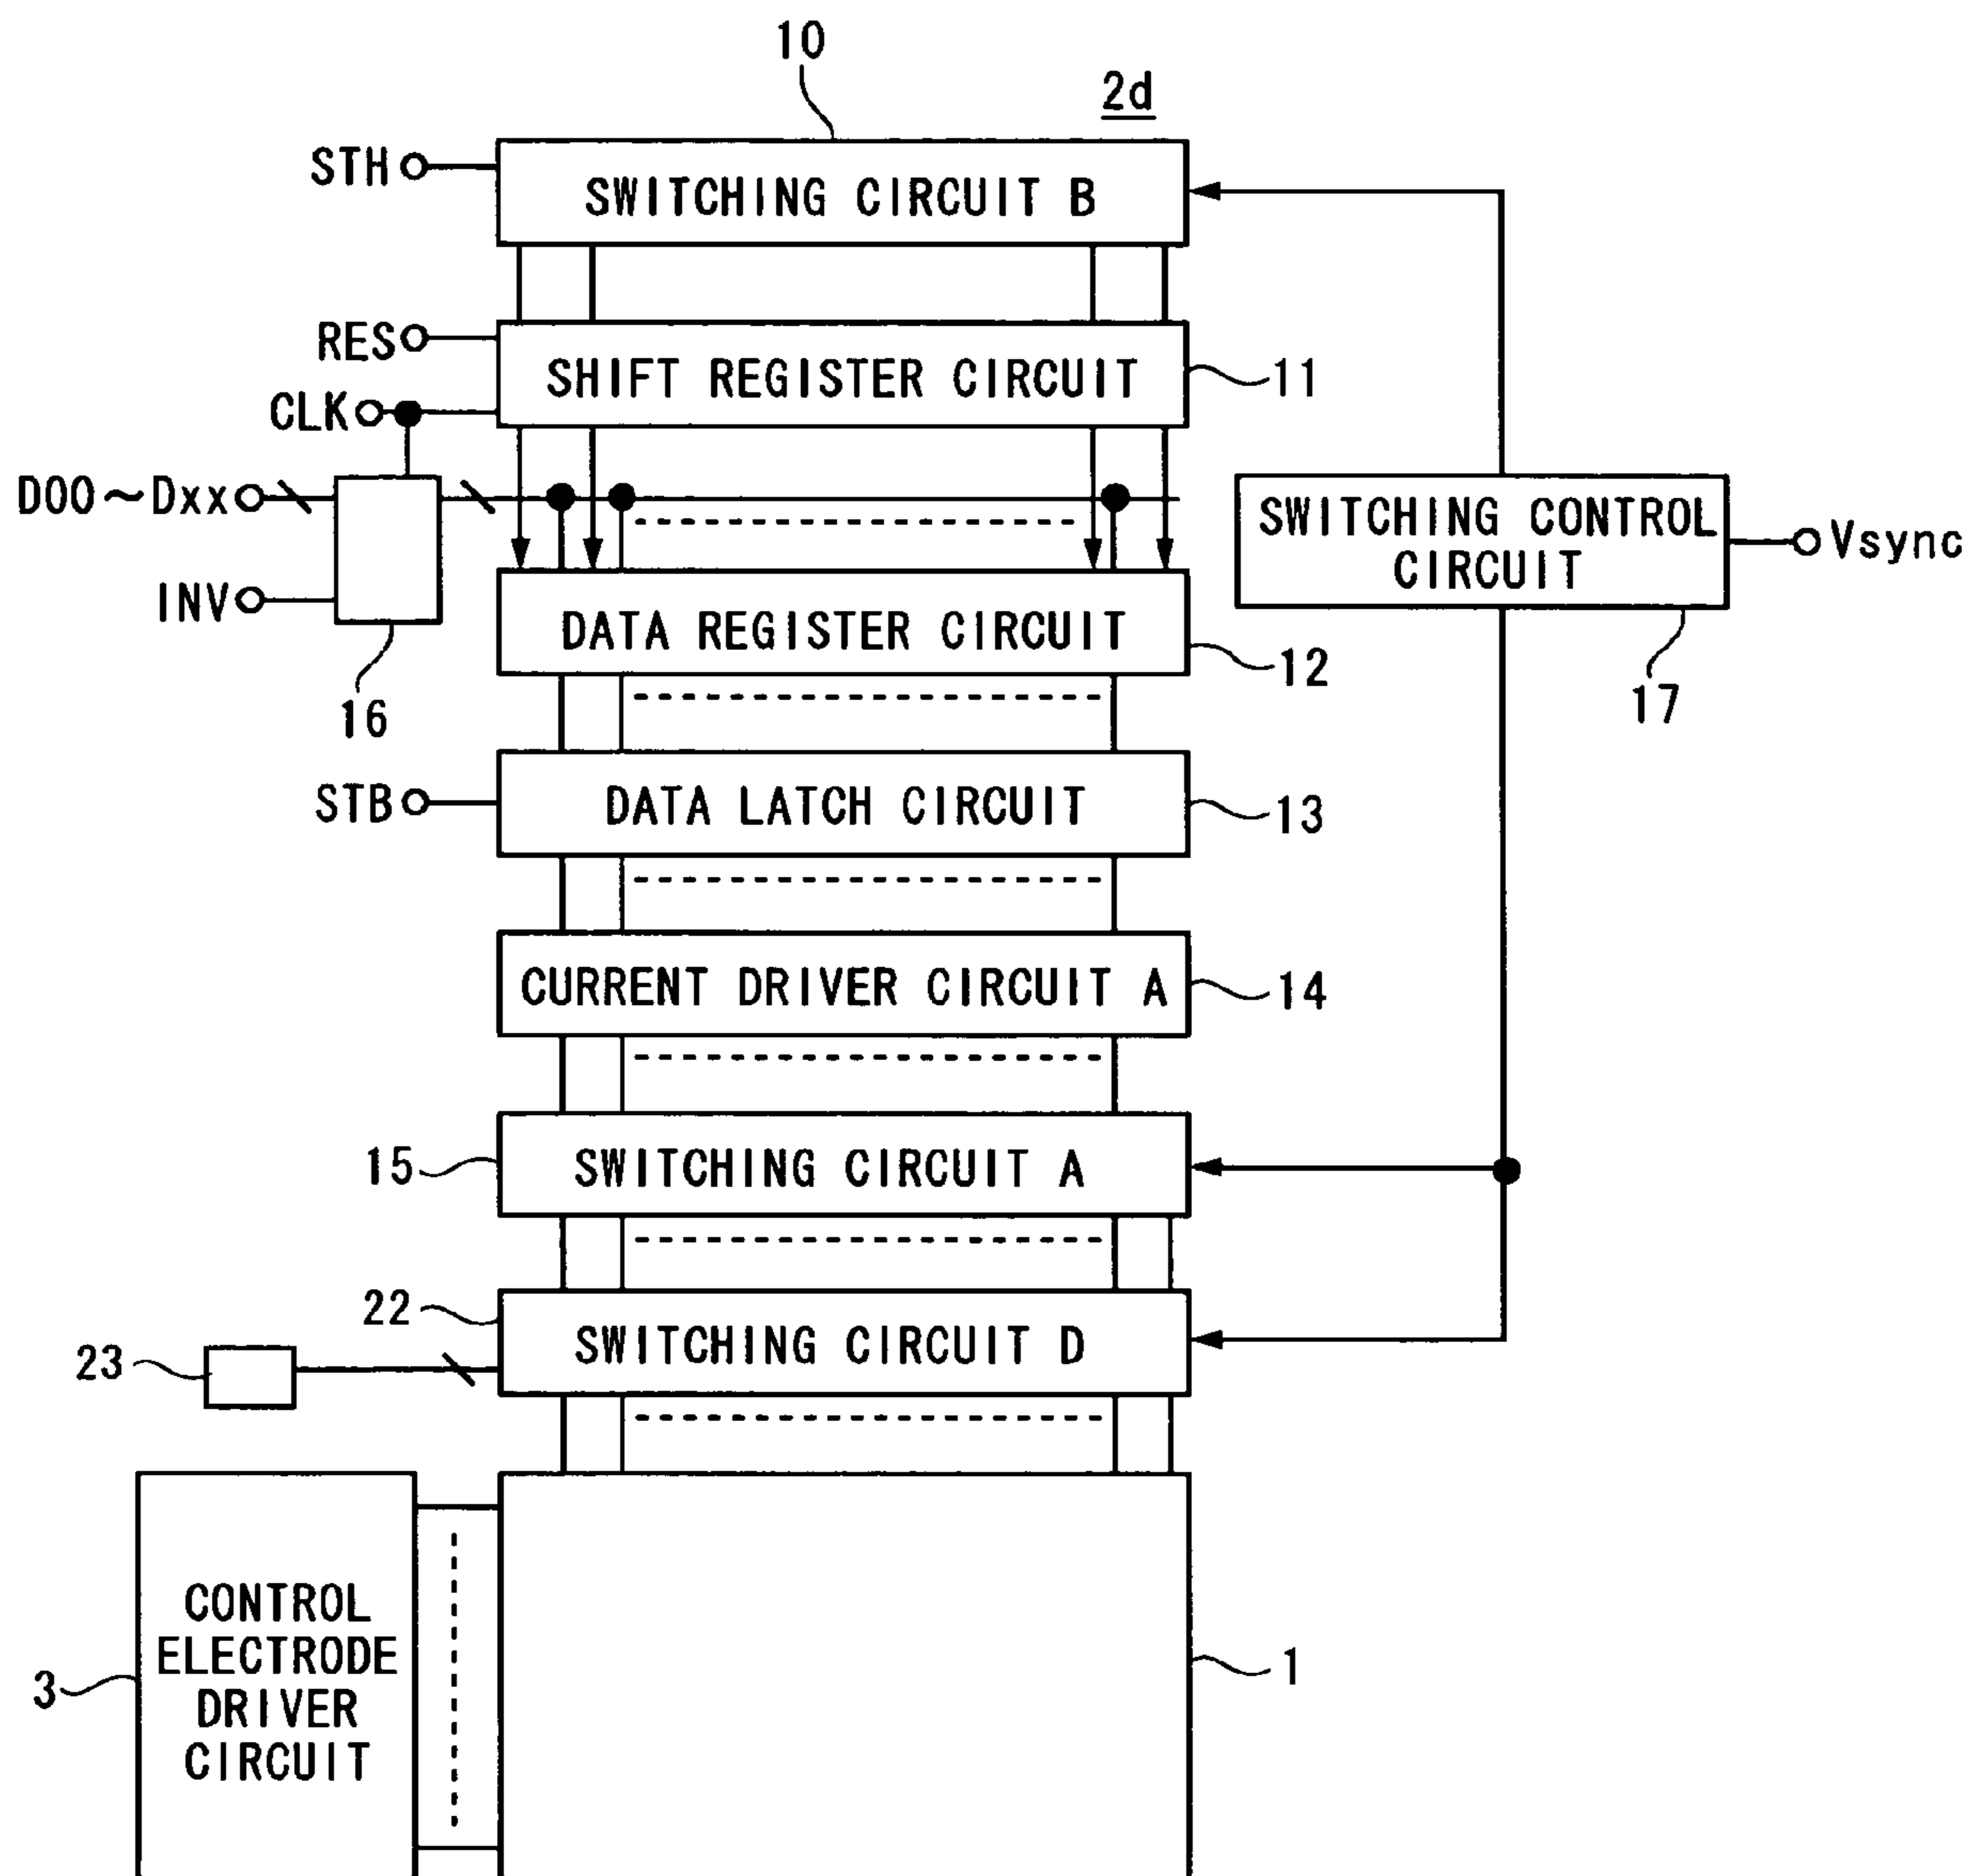 10
2d
STH
SWITCHING CIRCUIT B
RES
SHIFT REGISTER CIRCUIT
11
CLK
D00~Dxx
SWITCHING CONTROL
CIRCUIT
Vsync
INV
DATA REGISTER CIRCUIT
12
16
17
STB
DATA LATCH CIRCUIT
13
CURRENT DRIVER CIRCUIT A
14
15
SWITCHING CIRCUIT A
22
SWITCHING CIRCUIT D
23
CONTROL
ELECTRODE
DRIVER
CIRCUIT
3
1